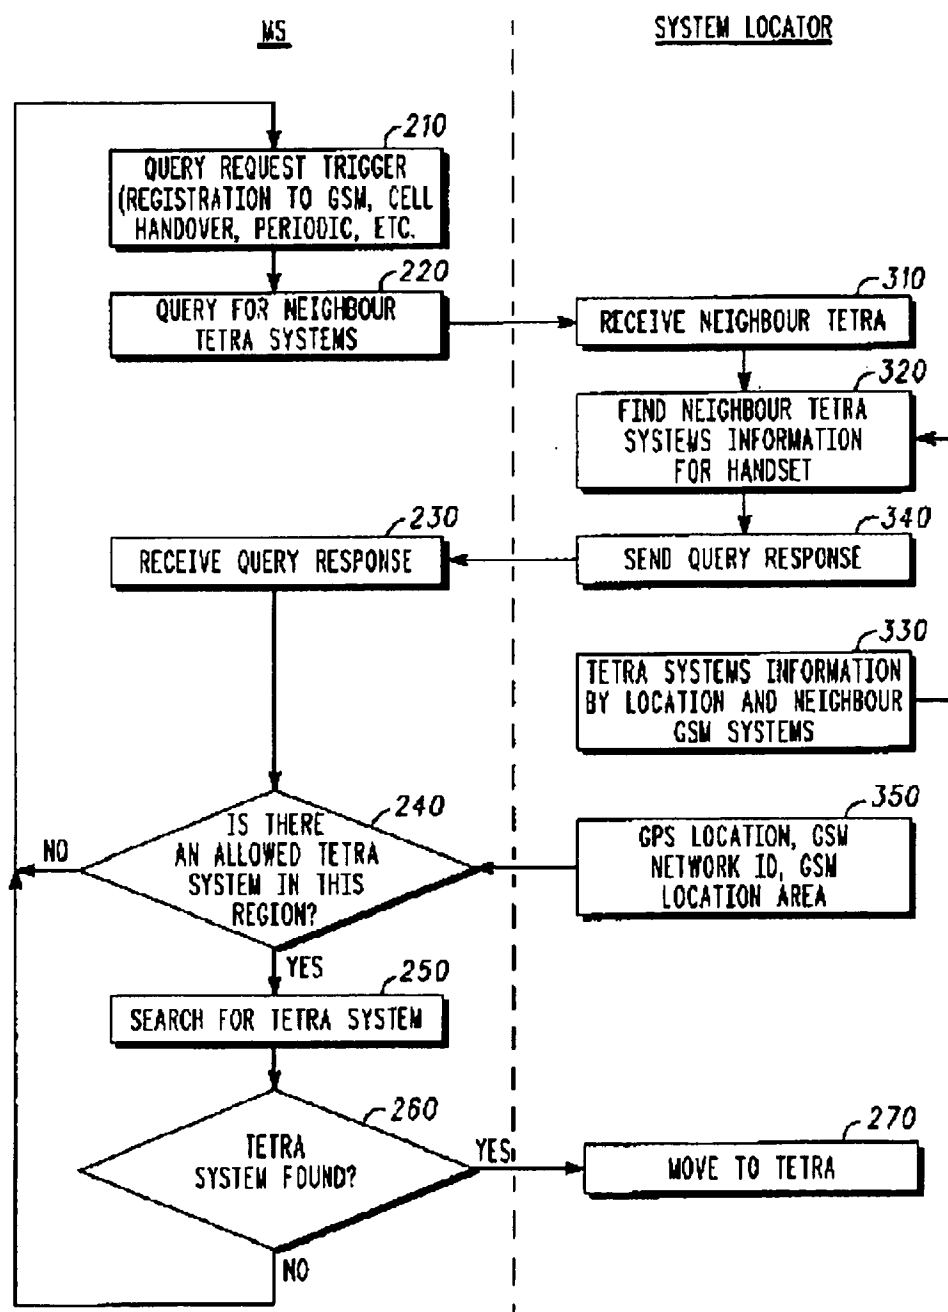 MS
SYSTEM LOCATOR
210
QUERY REQUEST TRIGGER
(REGISTRATION TO GSM, CELL
HANDOVER, PERIODIC, ETC.
220
QUERY FOR NEIGHBOUR
TETRA SYSTEMS
310
RECEIVE NEIGHBOUR TETRA
320
FIND NEIGHBOUR TETRA
SYSTEMS INFORMATION
FOR HANDSET
230
RECEIVE QUERY RESPONSE
340
SEND QUERY RESPONSE
330
TETRA SYSTEMS INFORMATION
BY LOCATION AND NEIGHBOUR
GSM SYSTEMS
240
IS THERE
AN ALLOWED TETRA
SYSTEM IN THIS
REGION?
NO
350
GPS LOCATION, GSM
NETWORK ID, GSM
LOCATION AREA
YES
250
SEARCH FOR TETRA SYSTEM
260
TETRA
SYSTEM FOUND?
YES
270
MOVE TO TETRA
NO